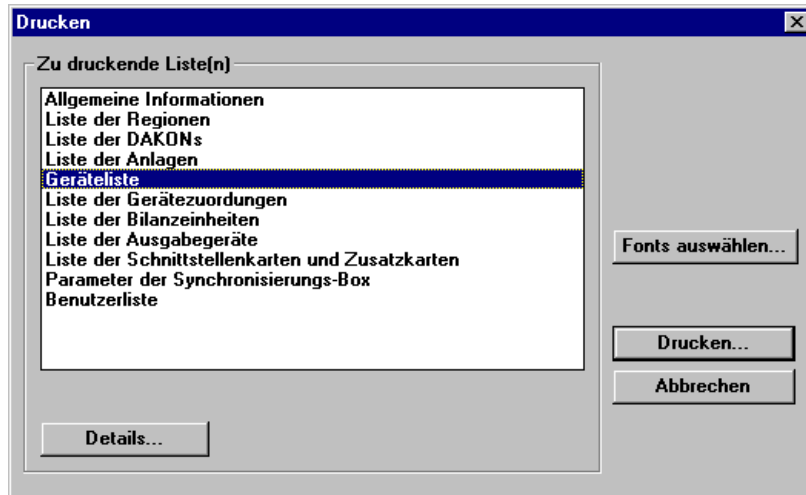 Drucken
Zu druckende Liste(n)
Allgemeine Informationen
Liste der Regionen
Liste der DAKONs
Liste der Anlagen
Geräteliste
Liste der Gerätezuordungen
Liste der Bilanzeinheiten
Liste der Ausgabegeräte
Liste der Schnittstellenkarten und Zusatzkarten
Parameter der Synchronisierungs-Box
Benutzerliste
Fonts auswählen...
Drucken...
Abbrechen
Details...